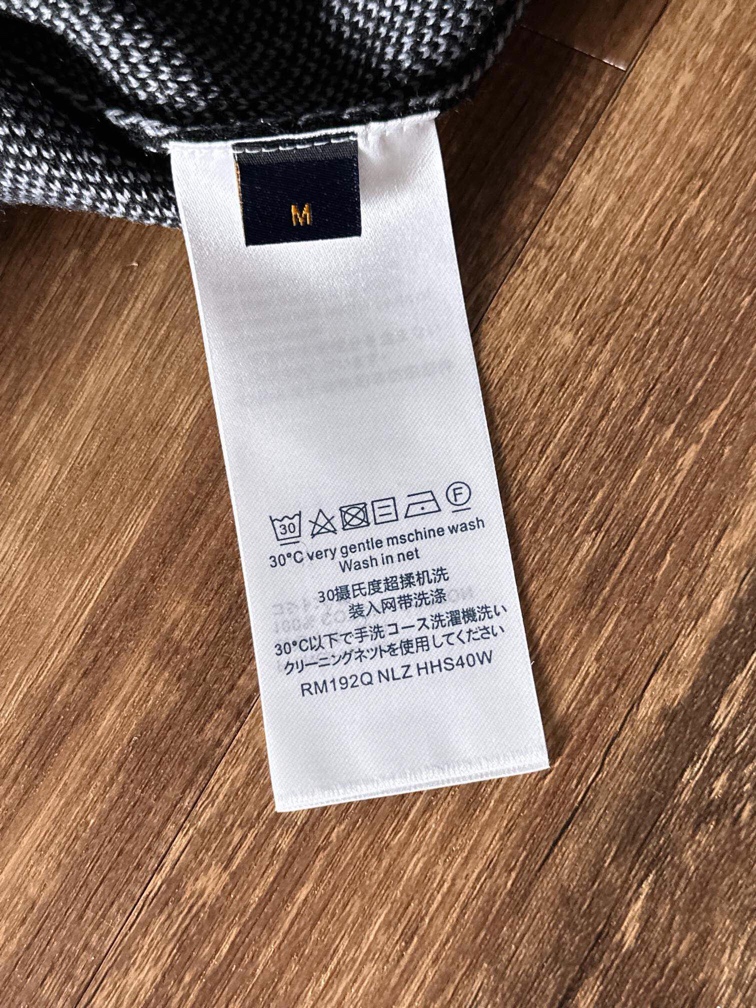 M
30 F
30°C very gentle mschine wash
Wash in net
30摄氏度超揉机洗
装入网带洗涤
30°C以下で手洗コース洗濯機洗い
クリーニングネットを使用してください
RM192Q NLZ HHS40W